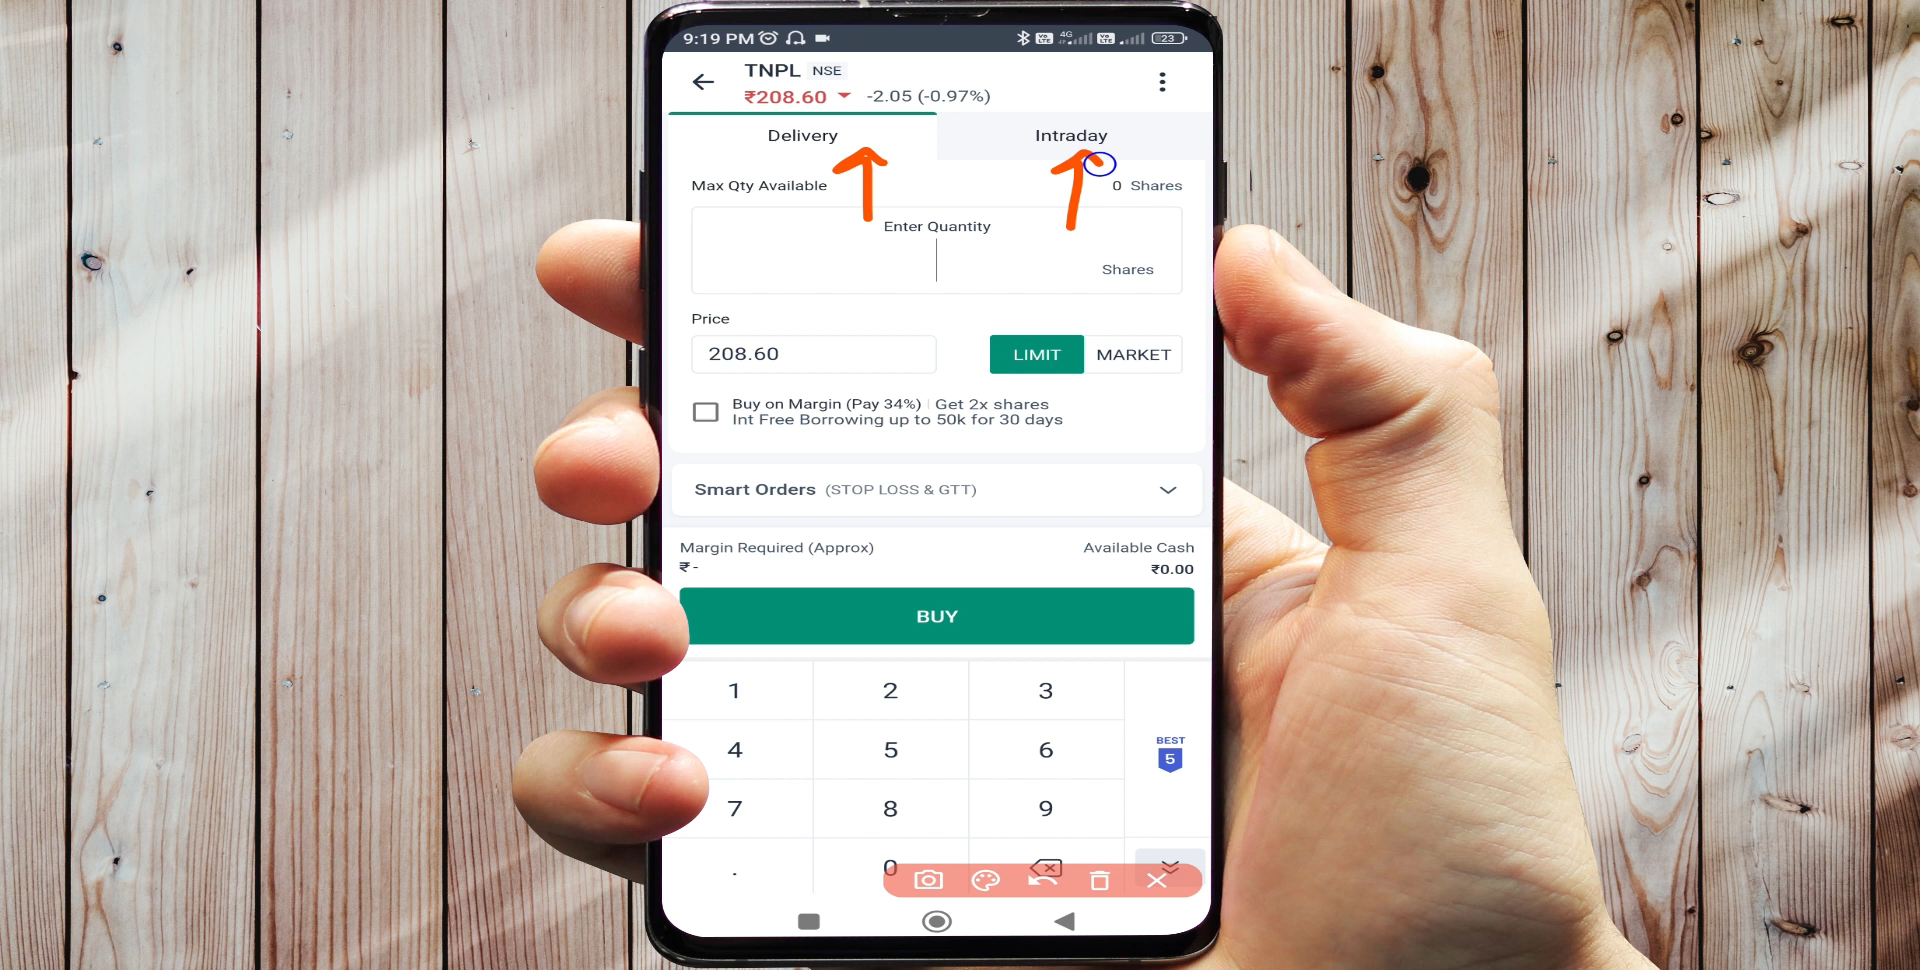 9:19 PM
4G
23
TNPL NSE
₹208.60 -2.05 (-0.97%)
Delivery Intraday
Max Qty Available 0 Shares
Enter Quantity
Shares
Price
208.60 LIMIT MARKET
Buy on Margin (Pay 34%) | Get 2x shares
Int Free Borrowing up to 50k for 30 days
Smart Orders (STOP LOSS & GTT)
Margin Required (Approx) Available Cash
₹ - ₹0.00
BUY
1 2 3
4 5 6
BEST
5
7 8 9
. 0